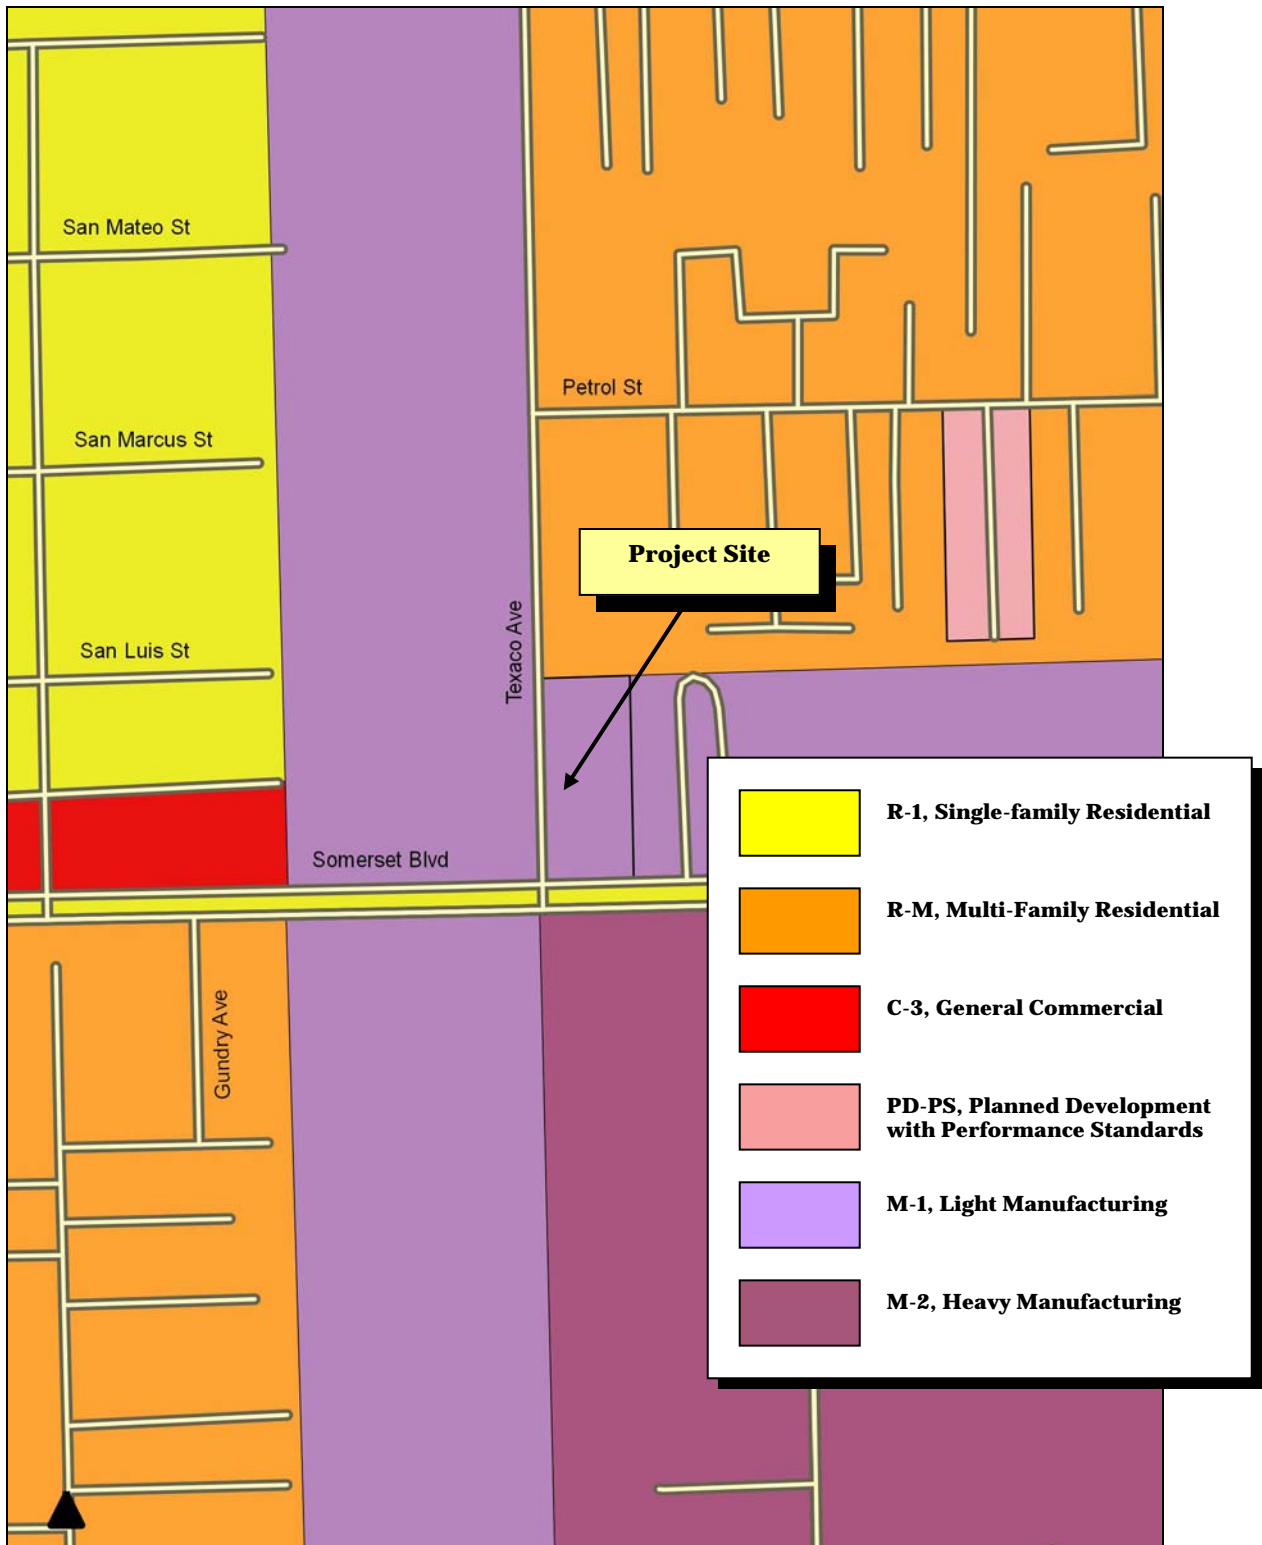 San Mateo St
Petrol St
San Marcus St
Project Site
Texaco Ave
San Luis St
Somerset Blvd
Gundry Ave
R-1, Single-family Residential
R-M, Multi-Family Residential
C-3, General Commercial
PD-PS, Planned Development
with Performance Standards
M-1, Light Manufacturing
M-2, Heavy Manufacturing